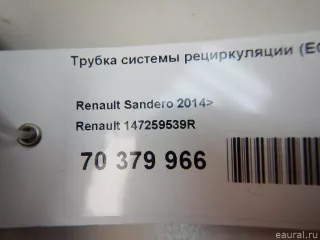 Трубка системы рециркуляции (EG
Renault Sandero 2014>
Renault 147259539R
70 379 966
eaural.ru